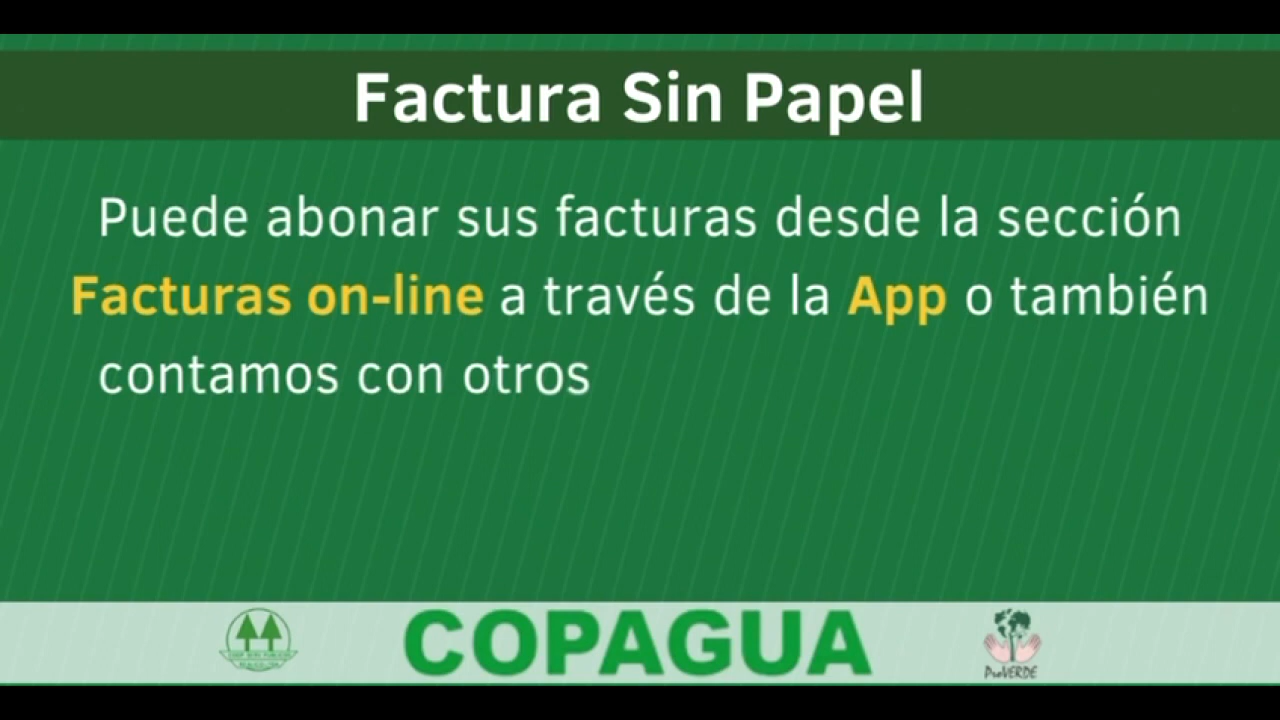 Factura Sin Papel
Puede abonar sus facturas desde la sección
Facturas on-line a través de la App o también
contamos con otros
COPAGUA
ProVERDE